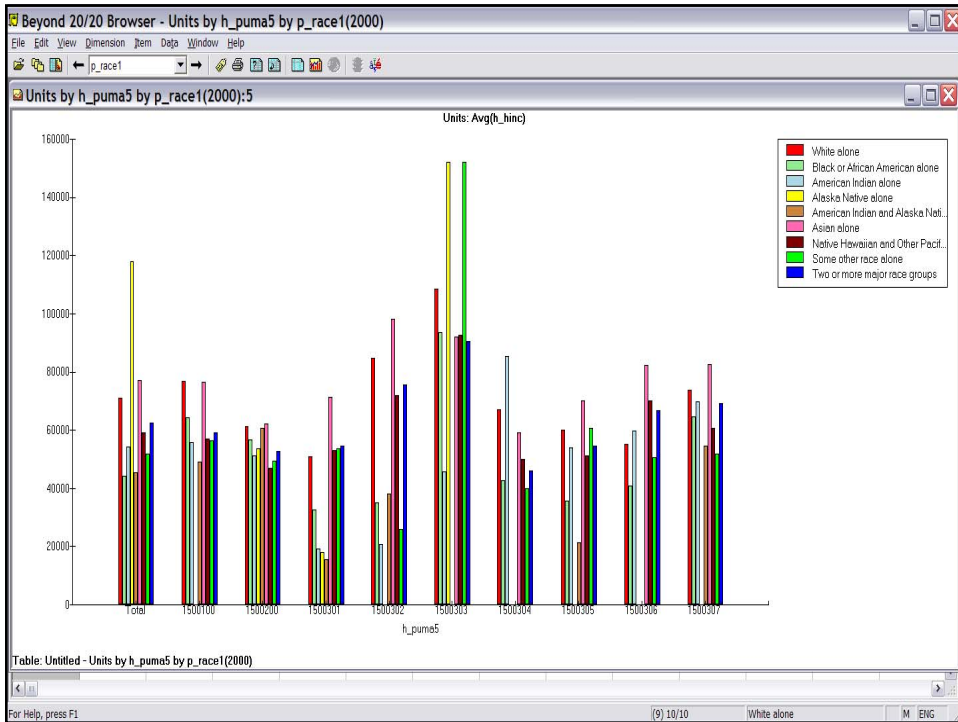 Beyond 20/20 Browser - Units by h_puma5 by p_race1(2000)
File Edit View Dimension Item Data Window Help
p_race1
Units by h_puma5 by p_race1(2000):5
Units: Avg(h_hinc)
160000
140000
120000
100000
80000
60000
40000
20000
0
White alone
Black or African American alone
American Indian alone
Alaska Native alone
American Indian and Alaska Nati...
Asian alone
Native Hawaiian and Other Pacif...
Some other race alone
Two or more major race groups
Total 1500100 1500200 1500301 1500302 1500303 1500304 1500305 1500306 1500307
h_puma5
Table: Untitled - Units by h_puma5 by p_race1(2000)
For Help, press F1 (9) 10/10 White alone M ENG